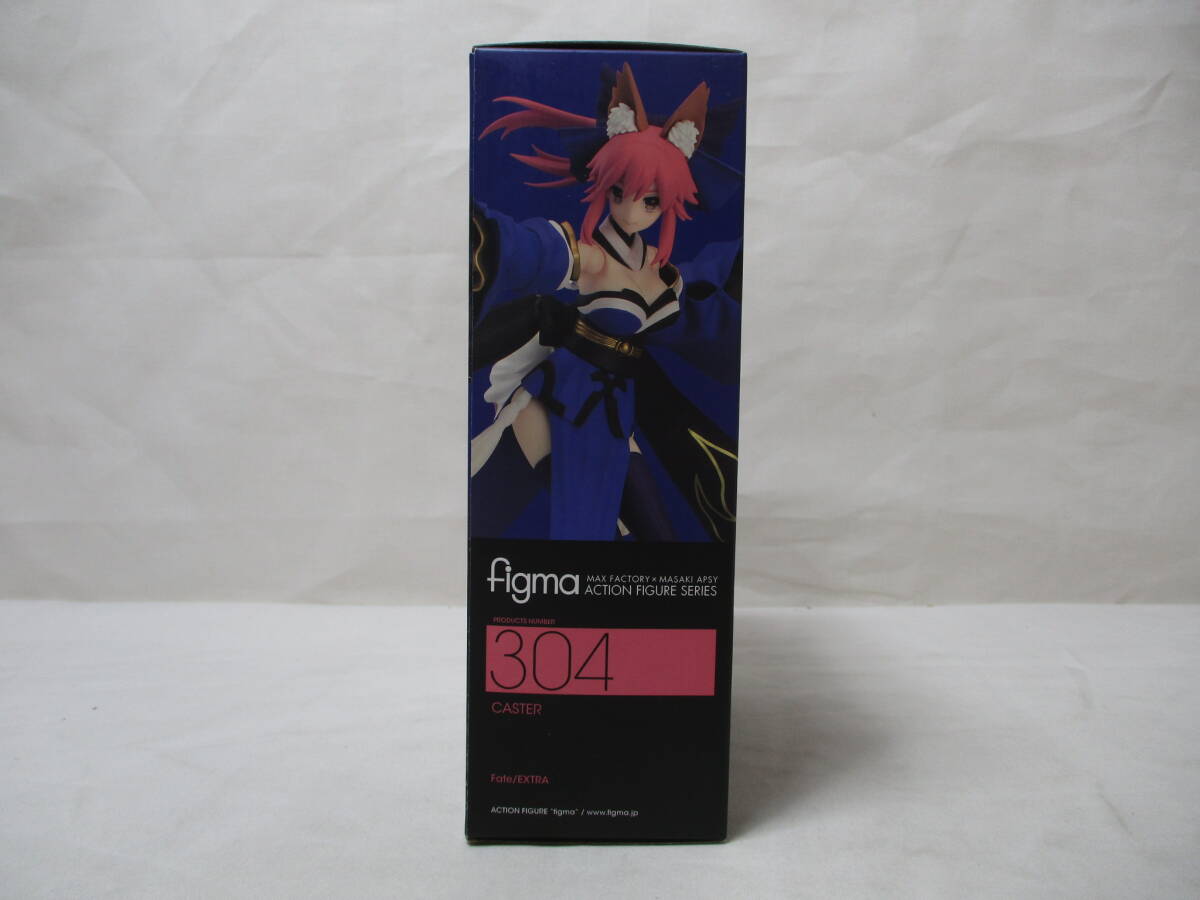 figma
MAX FACTORY × MASAKI APSY
ACTION FIGURE SERIES
PRODUCTS NUMBER
304
CASTER
Fate/EXTRA
ACTION FIGURE "figma" / www.figma.jp